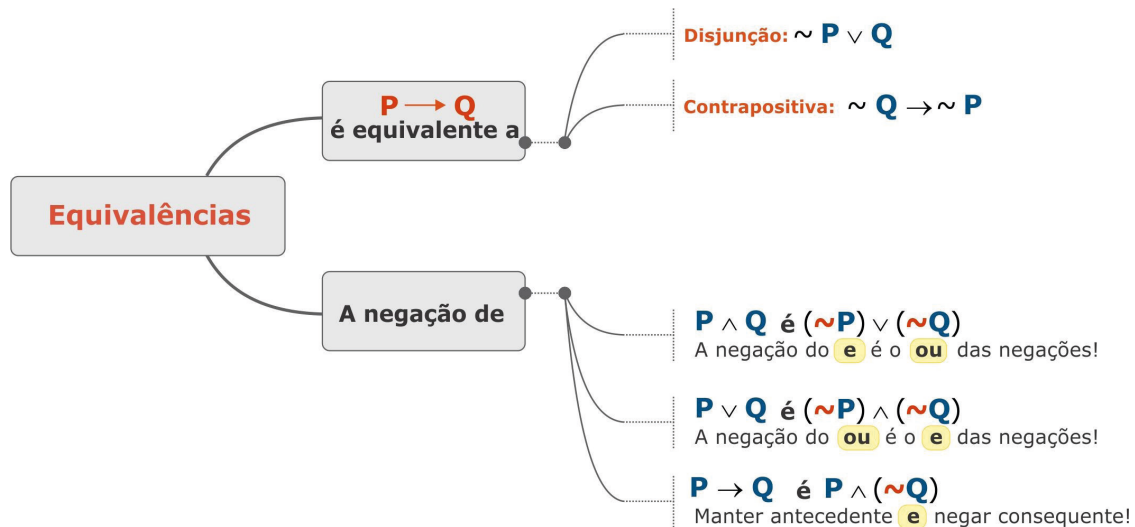 Equivalências
P → Q
é equivalente a
Disjunção: ~ P ∨ Q
Contrapositiva: ~ Q → ~ P
A negação de
P ∧ Q é (~P) ∨ (~Q)
A negação do e é o ou das negações!
P ∨ Q é (~P) ∧ (~Q)
A negação do ou é o e das negações!
P → Q é P ∧ (~Q)
Manter antecedente e negar consequente!